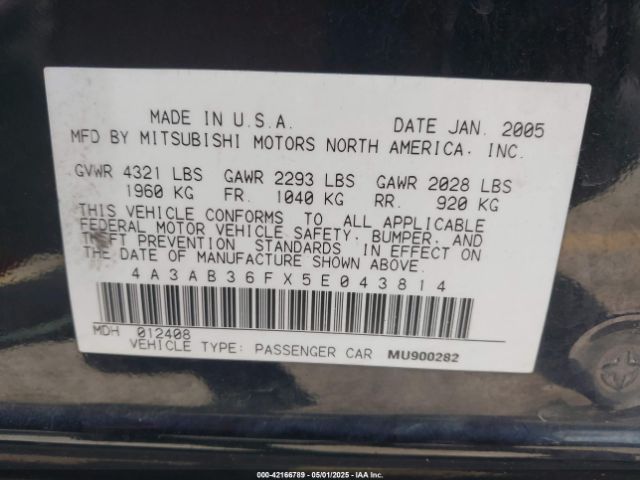 MADE IN U.S.A. DATE JAN. 2005
MFD BY MITSUBISHI MOTORS NORTH AMERICA. INC.
GVWR 4321 LBS GAWR 2293 LBS GAWR 2028 LBS
1960 KG FR. 1040 KG RR. 920 KG
THIS VEHICLE CONFORMS TO ALL APPLICABLE
FEDERAL MOTOR VEHICLE SAFETY, BUMPER, AND
THEFT PREVENTION STANDARDS IN EFFECT ON
THE DATE OF MANUFACTURE SHOWN ABOVE.
4A3AB36FX5E043814
MDH 012408
VEHICLE TYPE: PASSENGER CAR MU900282
000-42166789 - 05/01/2025 - IAA Inc.